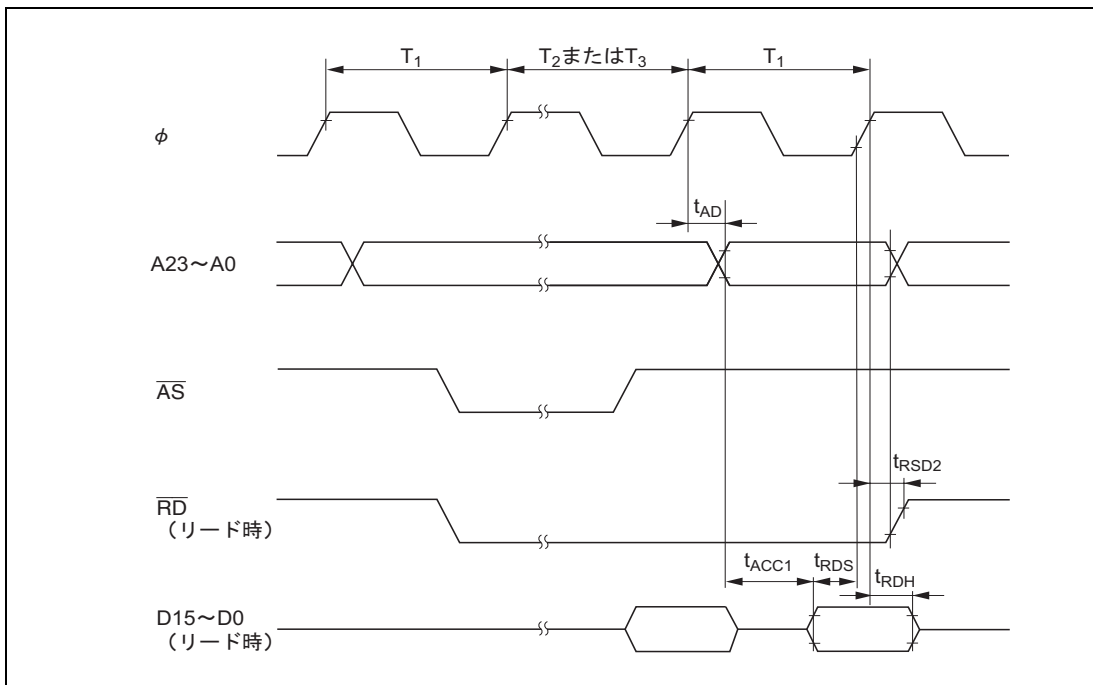 T1
T2またはT3
T1
φ
tAD
A23～A0
AS
tRSD2
RD
（リード時）
tACC1
tRDS
tRDH
D15～D0
（リード時）